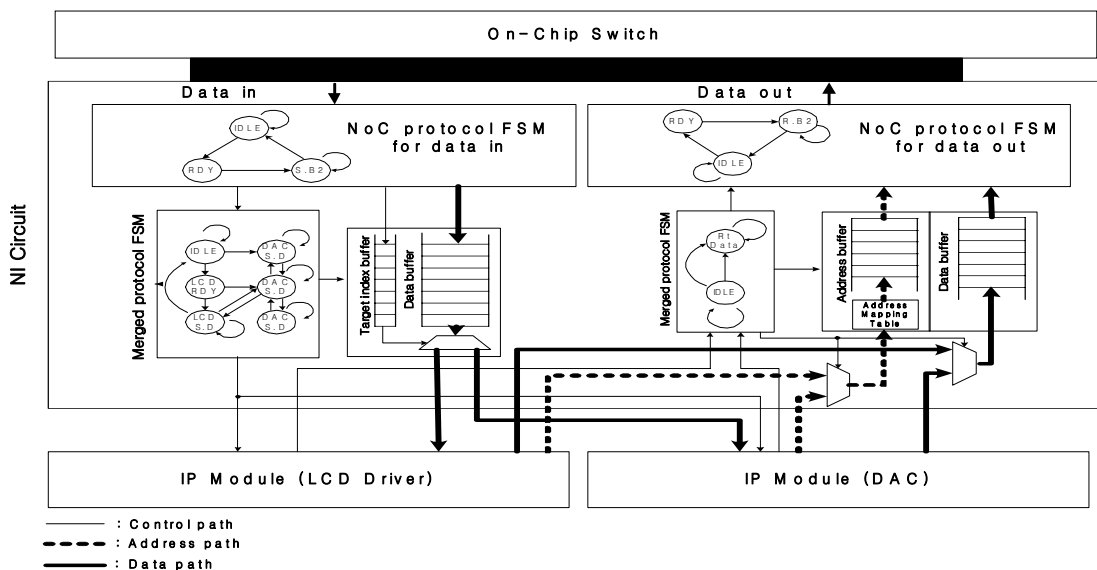 On-Chip Switch
Data in
Data out
NI Circuit
IDLE
RDY
S.B2
NoC protocol FSM
for data in
RDY
R.B2
IDLE
NoC protocol FSM
for data out
Merged protocol FSM
IDLE
DAC
S.D
LCD
RDY
DAC
S.D
LCD
S.D
DAC
S.D
Target index buffer
Data buffer
Merged protocol FSM
Rt
Data
IDLE
Address buffer
Address
Mapping
Table
Data buffer
IP Module (LCD Driver)
IP Module (DAC)
: Control path
: Address path
: Data path